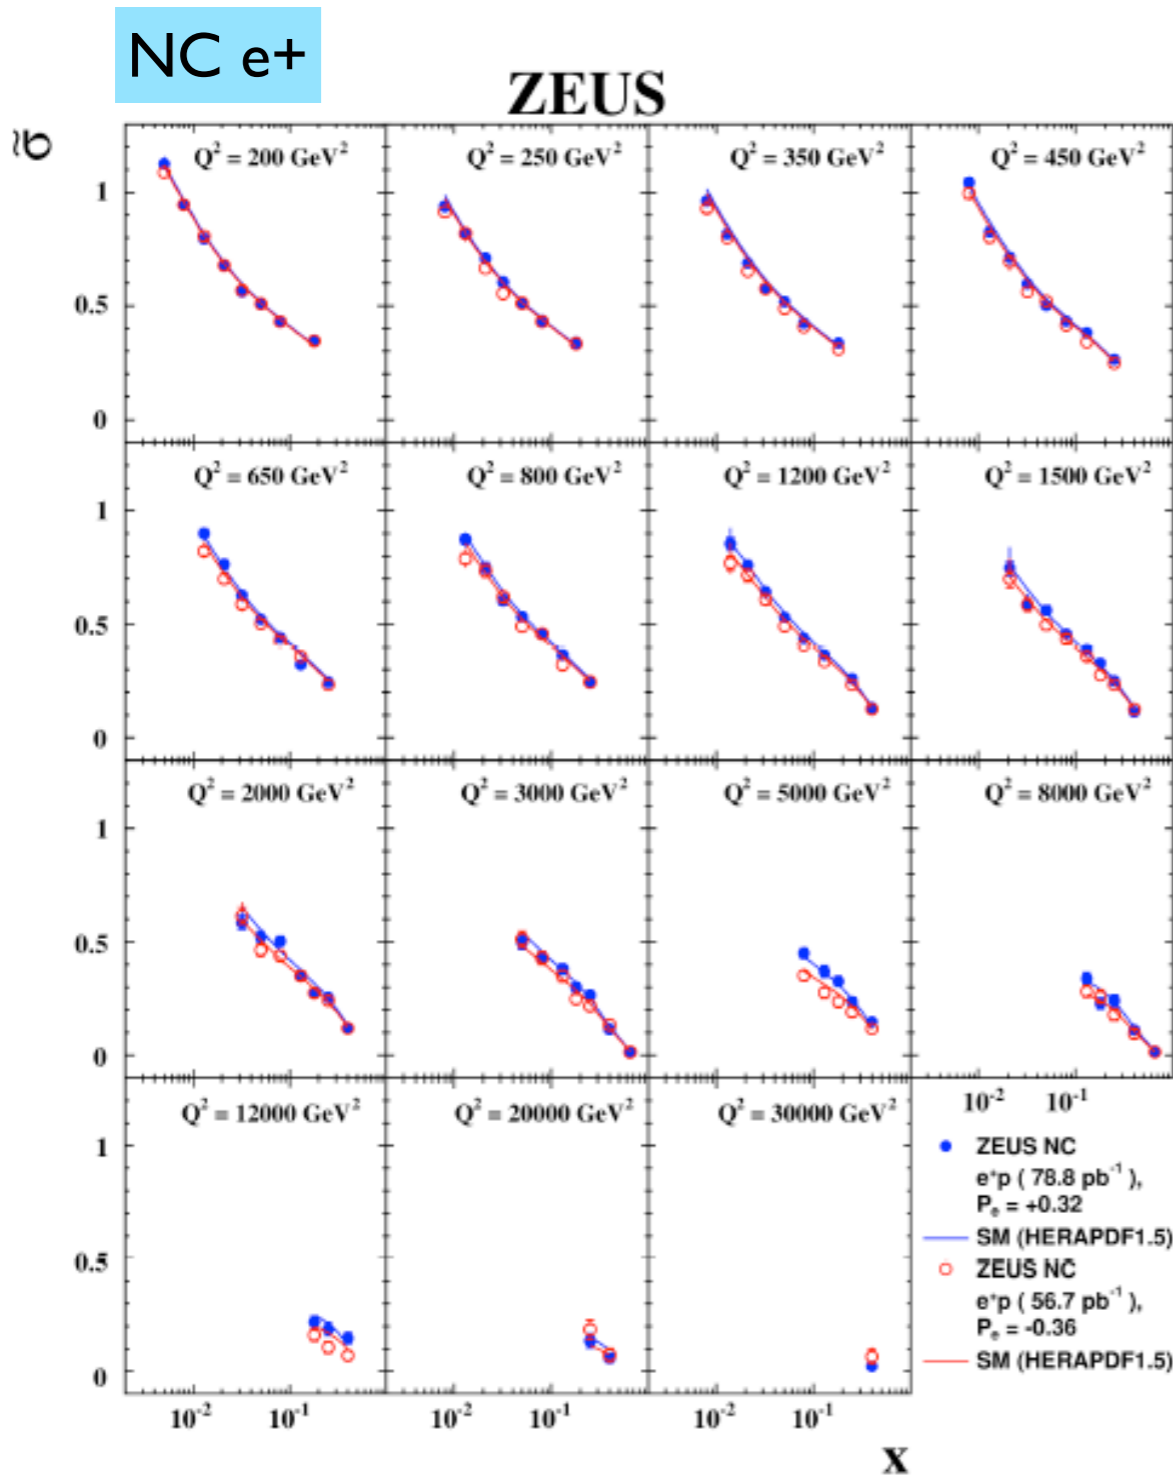 NC e+
ZEUS
σ̃
Q² = 200 GeV²
Q² = 250 GeV²
Q² = 350 GeV²
Q² = 450 GeV²
1
0.5
0
Q² = 650 GeV²
Q² = 800 GeV²
Q² = 1200 GeV²
Q² = 1500 GeV²
1
0.5
0
Q² = 2000 GeV²
Q² = 3000 GeV²
Q² = 5000 GeV²
Q² = 8000 GeV²
1
0.5
0
Q² = 12000 GeV²
Q² = 20000 GeV²
Q² = 30000 GeV²
1
0.5
0
10⁻² 10⁻¹
10⁻² 10⁻¹
10⁻² 10⁻¹
10⁻² 10⁻¹
ZEUS NC
e⁺p ( 78.8 pb⁻¹ ),
Pₑ = +0.32
SM (HERAPDF1.5)
ZEUS NC
e⁺p ( 56.7 pb⁻¹ ),
Pₑ = -0.36
SM (HERAPDF1.5)
x